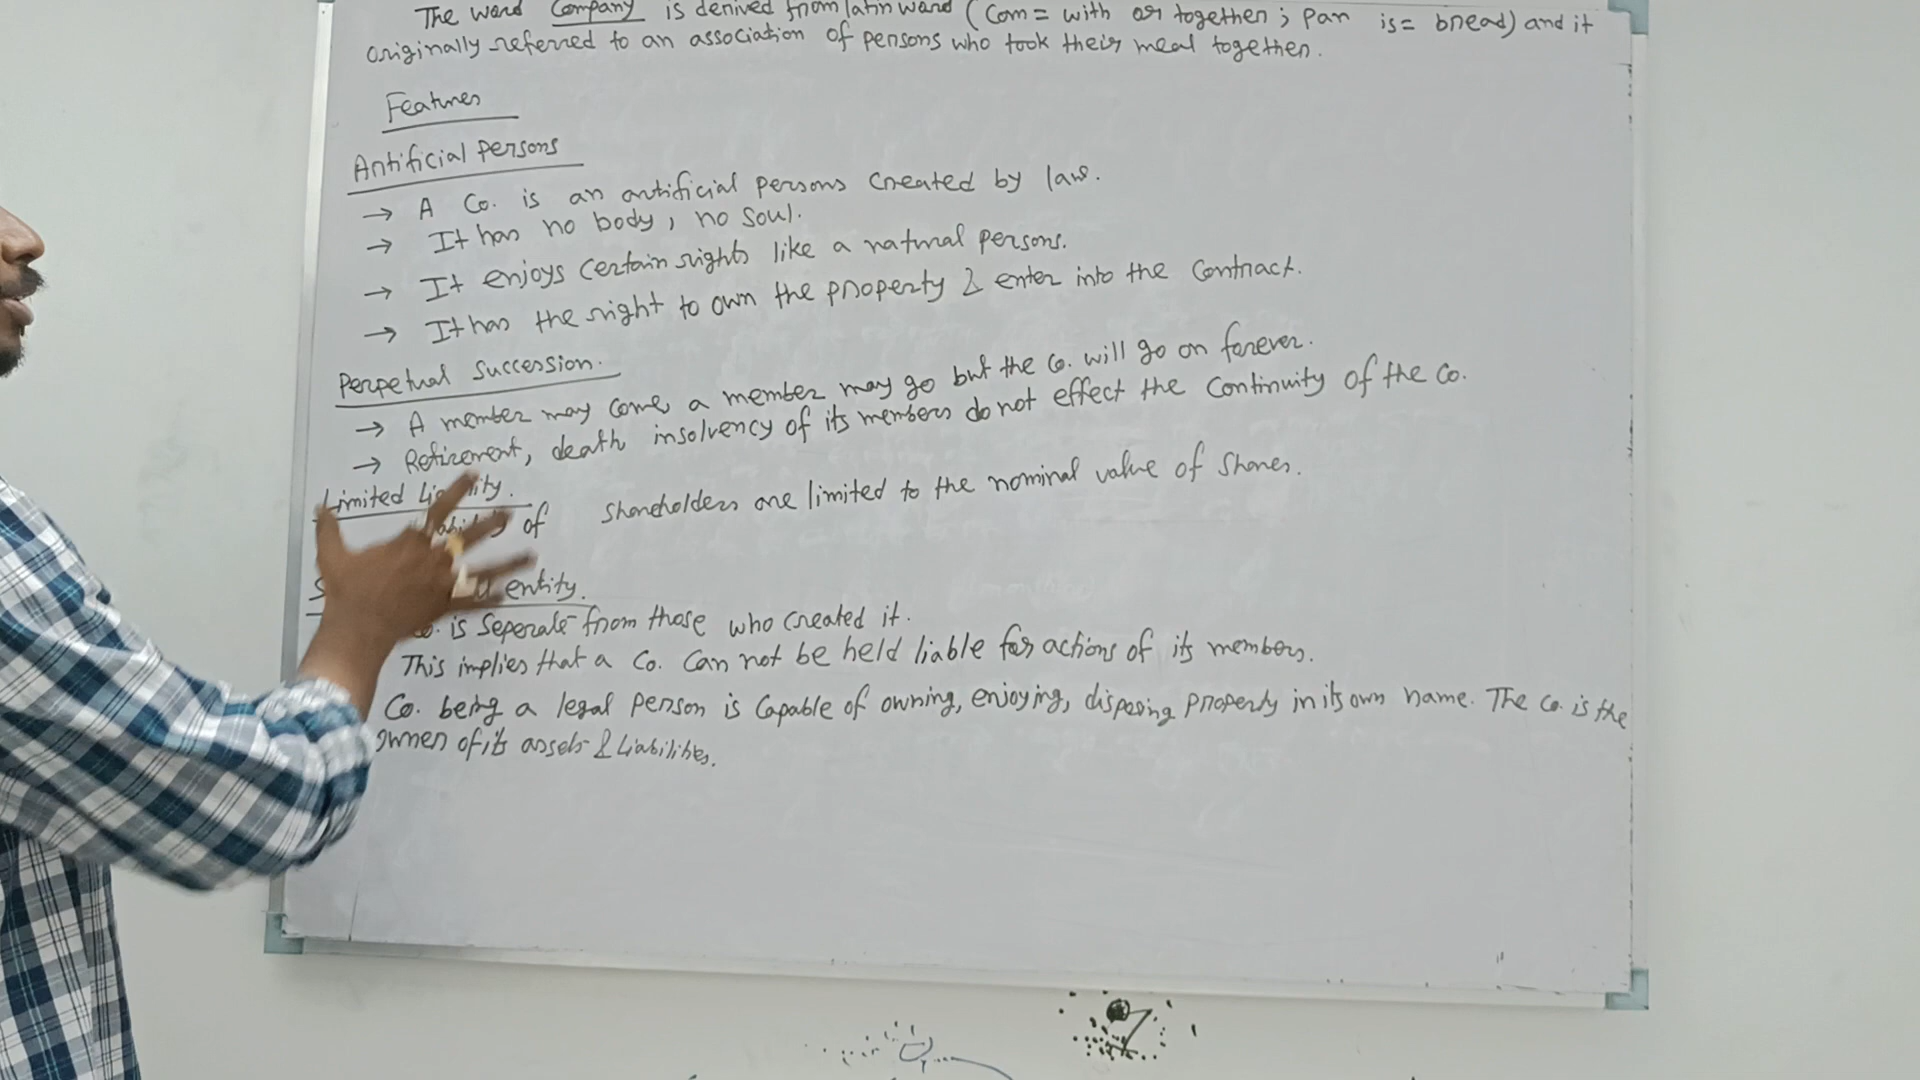 The word Company is derived from latin word (Com = with or together ; Pan is = bread) and it
originally referred to an association of persons who took their meal together.
Features
Artificial Persons
→ A Co. is an artificial persons created by law.
→ It has no body, no soul.
→ It enjoys certain rights like a natural persons.
→ It has the right to own the property & enter into the Contract.
Perpetual Succession.
→ A member may come, a member may go but the Co. will go on forever.
→ Retirement, death insolvency of its members do not effect the Continuity of the Co.
Limited
of shareholders are limited to the nominal value of Shares.
entity.
Co. is Seperate from those who created it.
This implies that a Co. Can not be held liable for actions of its members.
Co. being a legal Person is Capable of owning, enjoying, disposing Property in its own name. The Co. is the
owner of its assets & Liabilities.